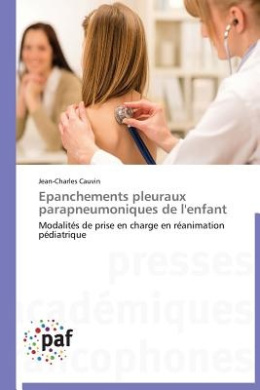 Jean-Charles Cauvin
Epanchements pleuraux
parapneumoniques de l'enfant
Modalités de prise en charge en réanimation
pédiatrique
presses
académiques
francophones
paf